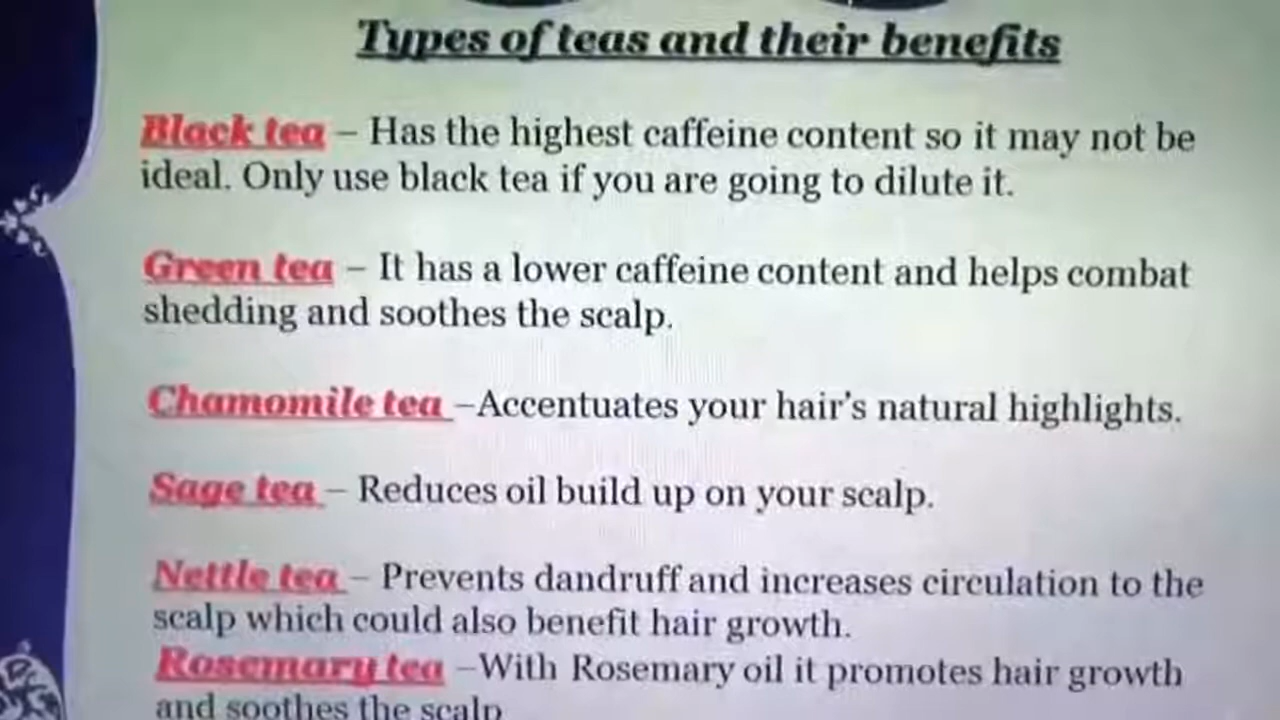 Types of teas and their benefits
Black tea – Has the highest caffeine content so it may not be
ideal. Only use black tea if you are going to dilute it.
Green tea – It has a lower caffeine content and helps combat
shedding and soothes the scalp.
Chamomile tea –Accentuates your hair's natural highlights.
Sage tea – Reduces oil build up on your scalp.
Nettle tea – Prevents dandruff and increases circulation to the
scalp which could also benefit hair growth.
Rosemary tea –With Rosemary oil it promotes hair growth
and soothes the scalp